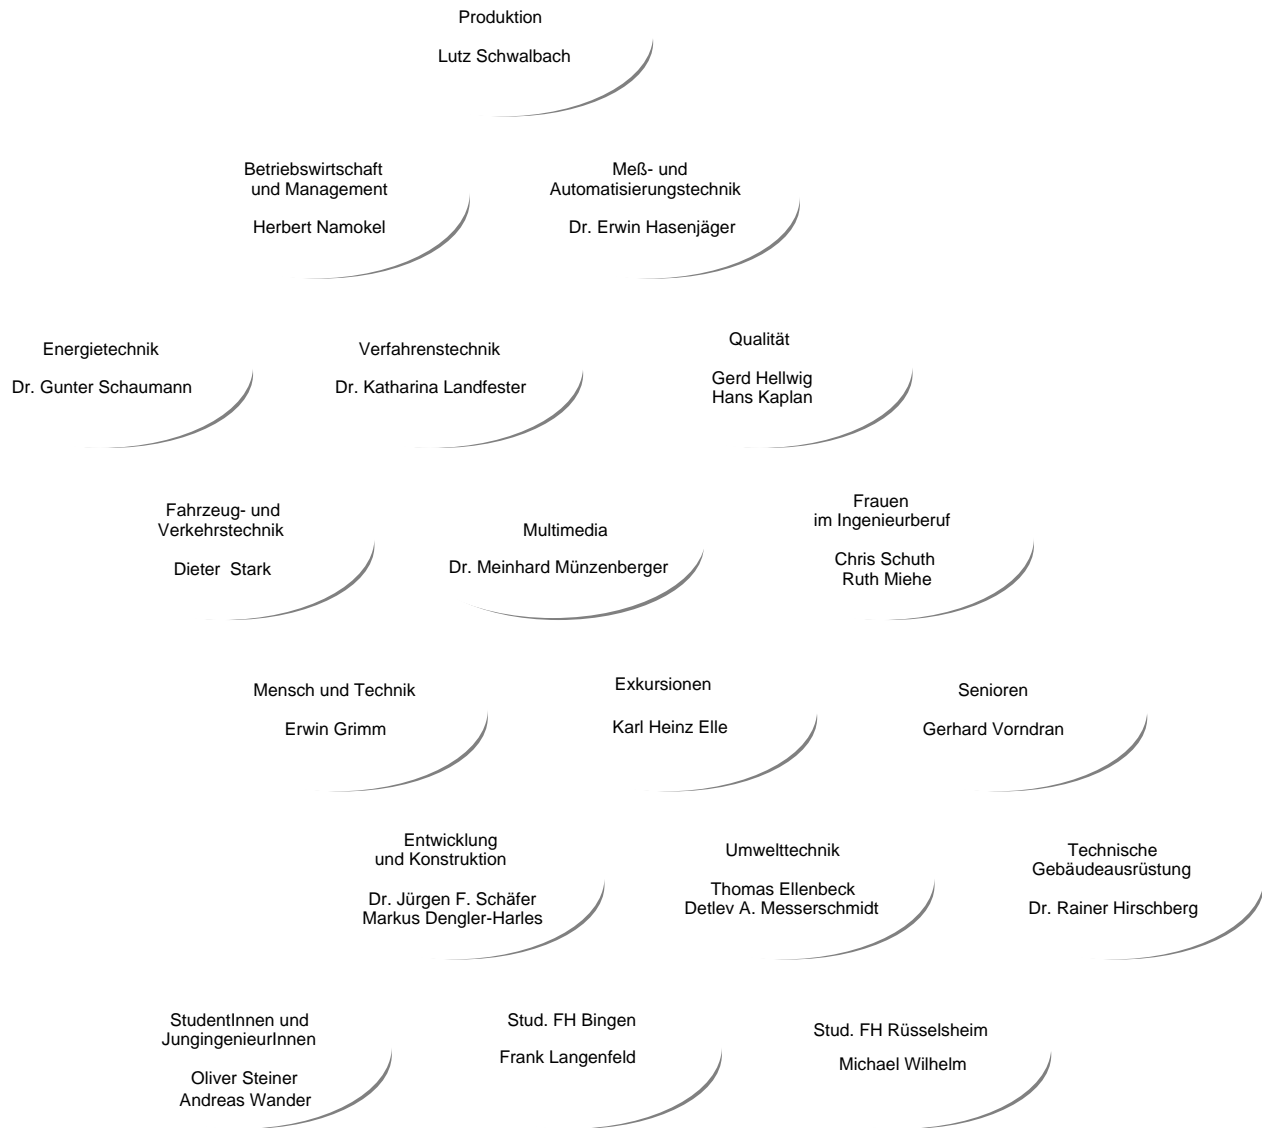 Produktion
Lutz Schwalbach
Betriebswirtschaft
und Management
Herbert Namokel
Meß- und
Automatisierungstechnik
Dr. Erwin Hasenjäger
Energietechnik
Dr. Gunter Schaumann
Verfahrenstechnik
Dr. Katharina Landfester
Qualität
Gerd Hellwig
Hans Kaplan
Fahrzeug- und
Verkehrstechnik
Dieter Stark
Multimedia
Dr. Meinhard Münzenberger
Frauen
im Ingenieurberuf
Chris Schuth
Ruth Miehe
Mensch und Technik
Erwin Grimm
Exkursionen
Karl Heinz Elle
Senioren
Gerhard Vorndran
Entwicklung
und Konstruktion
Dr. Jürgen F. Schäfer
Markus Dengler-Harles
Umwelttechnik
Thomas Ellenbeck
Detlev A. Messerschmidt
Technische
Gebäudeausrüstung
Dr. Rainer Hirschberg
StudentInnen und
JungingenieurInnen
Oliver Steiner
Andreas Wander
Stud. FH Bingen
Frank Langenfeld
Stud. FH Rüsselsheim
Michael Wilhelm